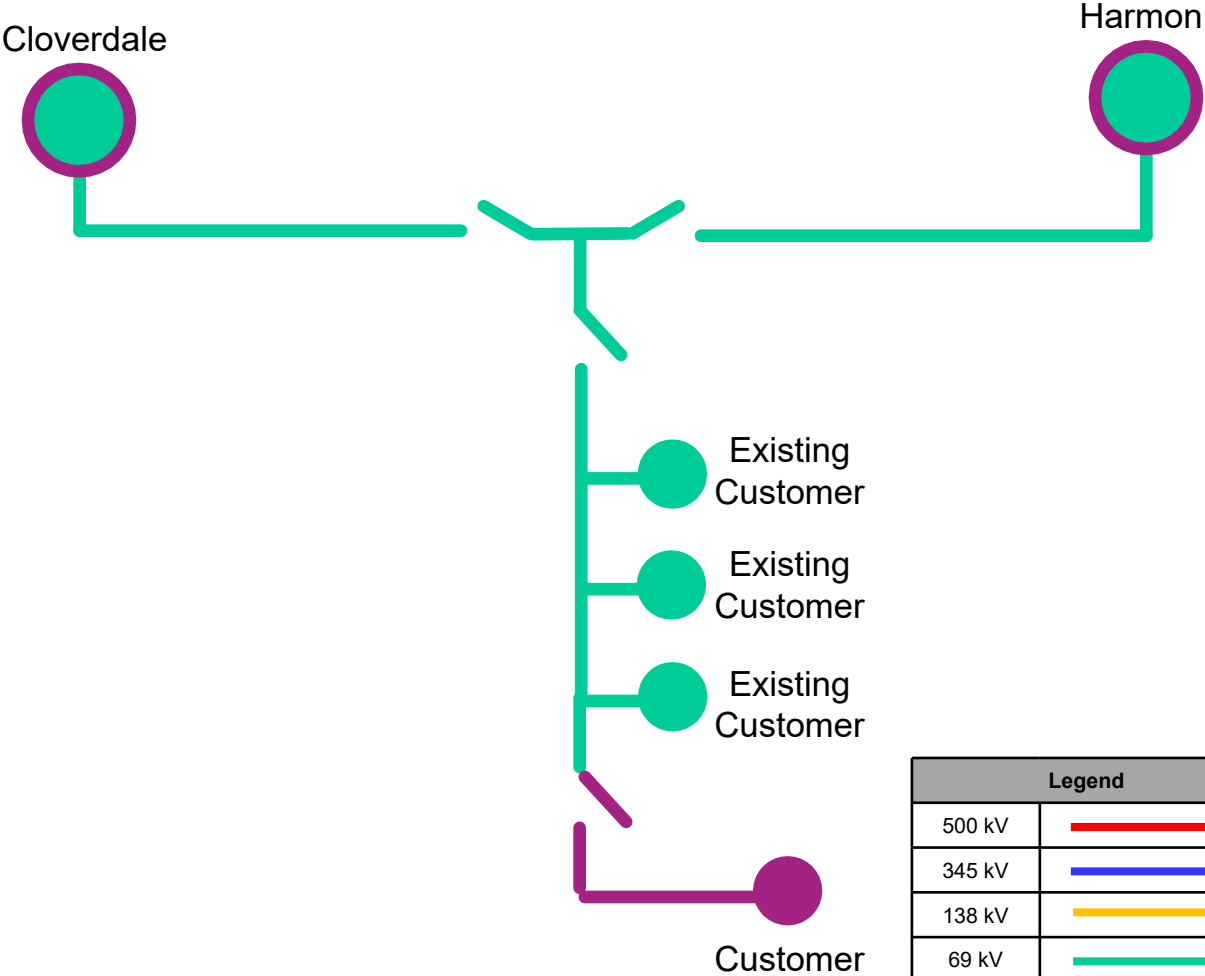 Harmon
Cloverdale
Existing
Customer
Existing
Customer
Existing
Customer
Legend
500 kV
345 kV
138 kV
69 kV
Customer